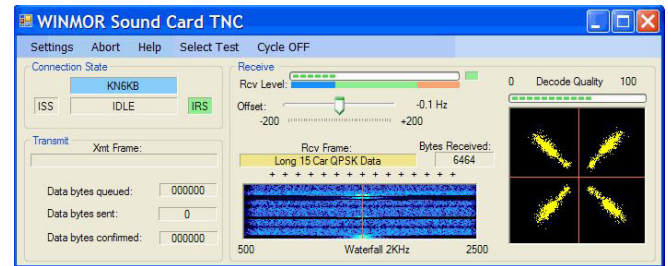 WINMOR Sound Card TNC
Settings Abort Help Select Test Cycle OFF
Connection State
KN6KB
ISS IDLE IRS
Transmit
Xmt Frame:
Data bytes queued: 000000
Data bytes sent: 0
Data bytes confirmed: 000000
Receive
Rcv Level:
Offset: -0.1 Hz
-200 +200
Rcv Frame: Bytes Received:
Long 15 Car QPSK Data 6464
+ + + + + + + + + + + + + + +
500 Waterfall 2KHz 2500
0 Decode Quality 100